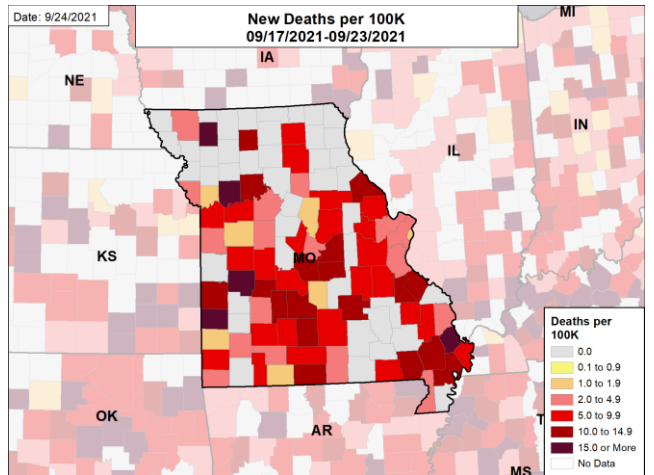 Date: 9/24/2021
New Deaths per 100K
09/17/2021-09/23/2021
MI
IA
NE
IN
IL
KS
MO
OK
AR
T
MS
Deaths per
100K
0.0
0.1 to 0.9
1.0 to 1.9
2.0 to 4.9
5.0 to 9.9
10.0 to 14.9
15.0 or More
No Data